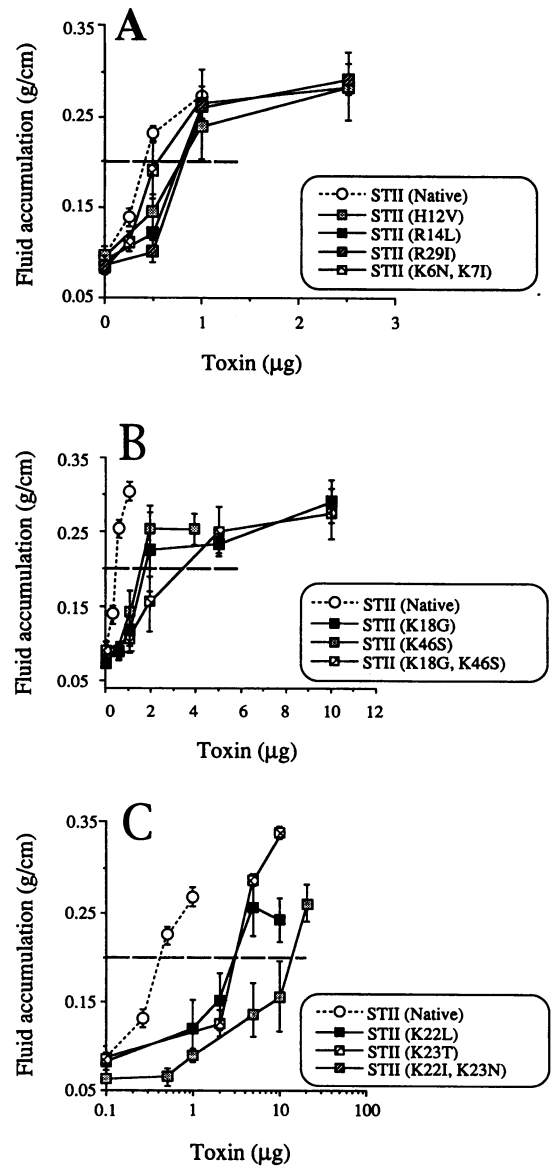 A
0.35
0.25
0.15
0.05
Fluid accumulation (g/cm)
STII (Native)
STII (H12V)
STII (R14L)
STII (R29I)
STII (K6N, K7I)
0 1 2 3
Toxin (μg)
B
0.35
0.25
0.15
0.05
Fluid accumulation (g/cm)
STII (Native)
STII (K18G)
STII (K46S)
STII (K18G, K46S)
0 2 4 6 8 10 12
Toxin (μg)
C
0.35
0.25
0.15
0.05
Fluid accumulation (g/cm)
STII (Native)
STII (K22L)
STII (K23T)
STII (K22I, K23N)
0.1 1 10 100
Toxin (μg)